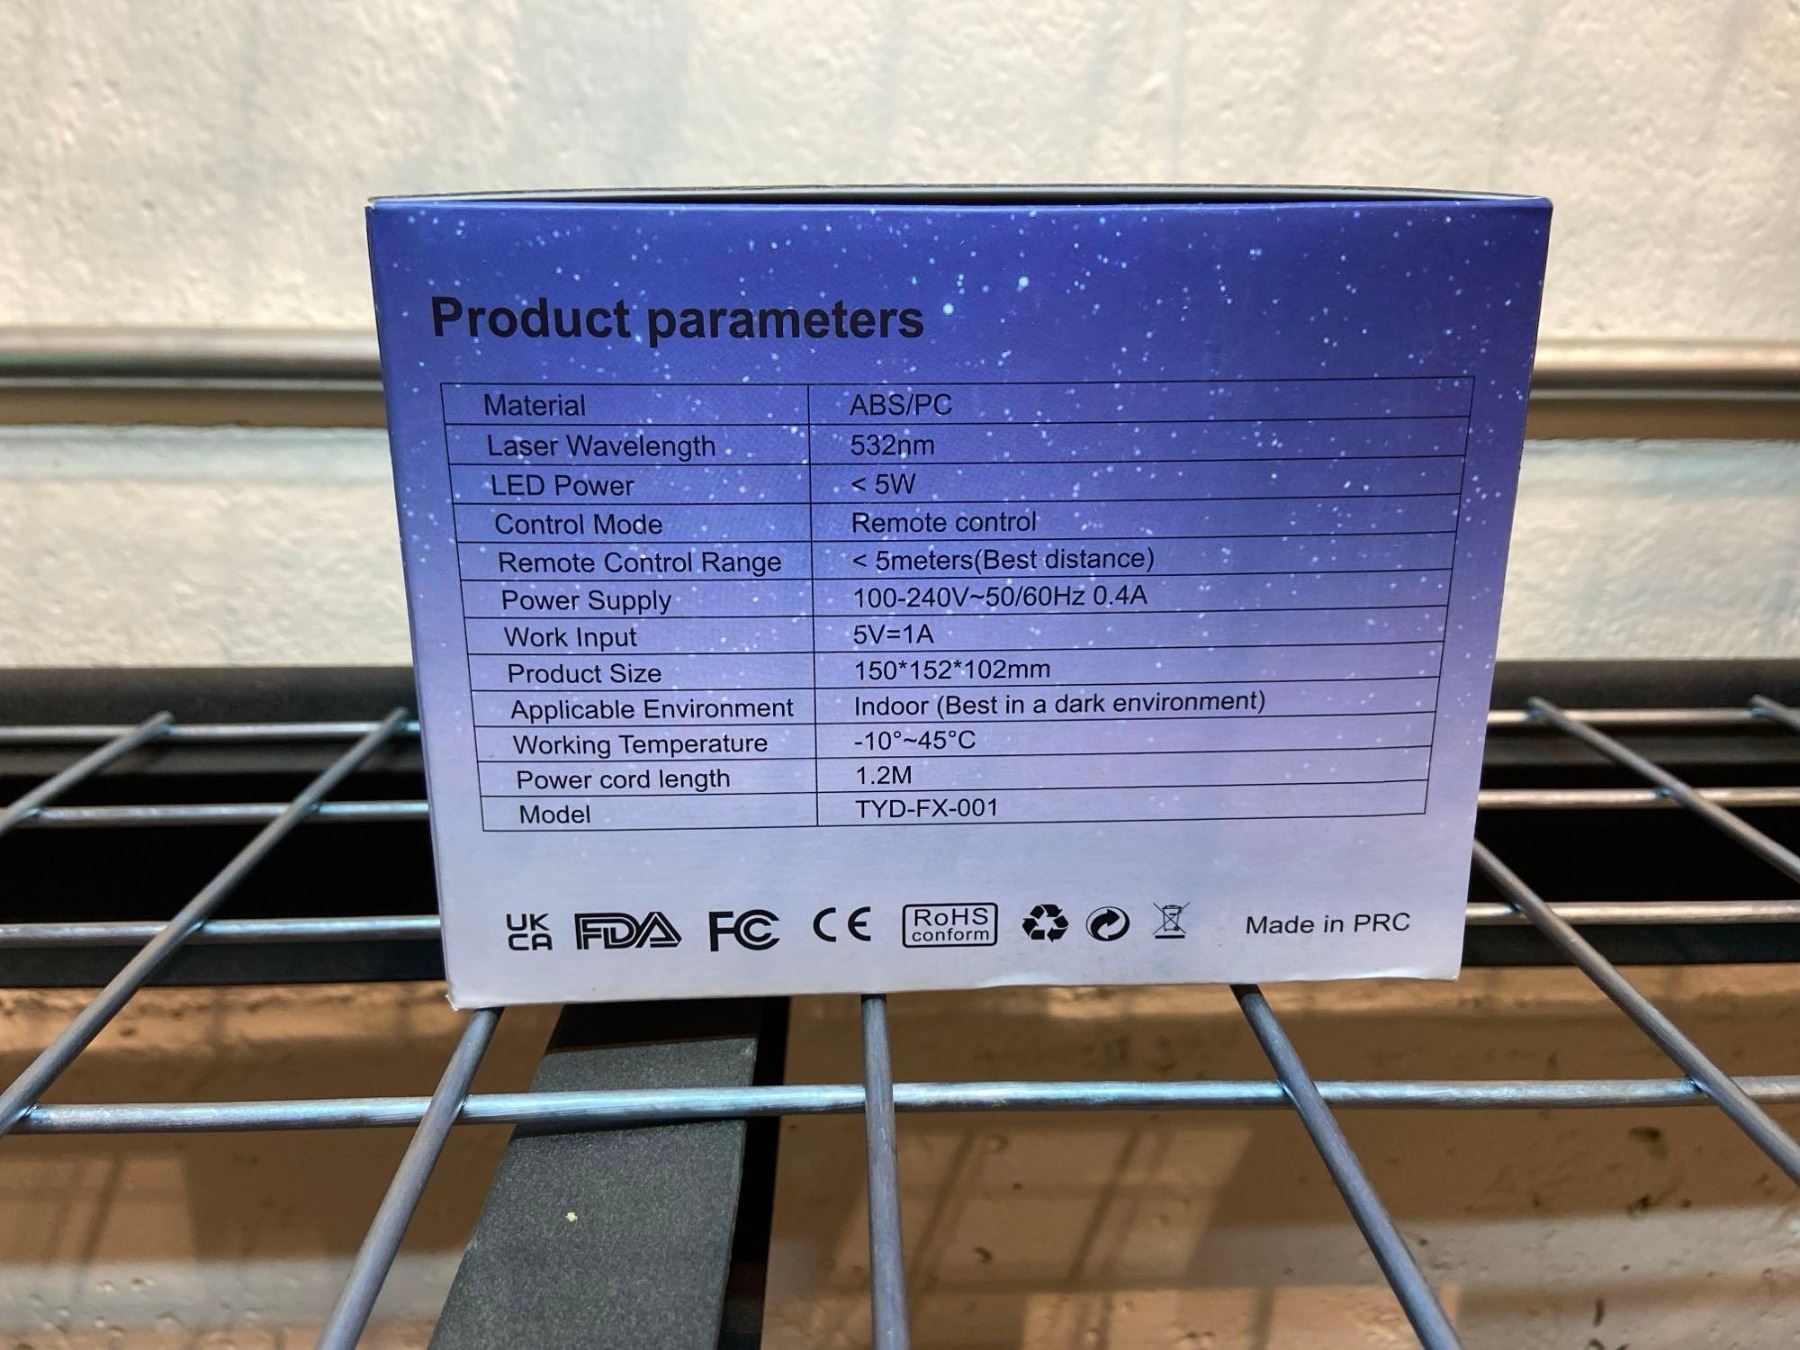 Product parameters
Material ABS/PC
Laser Wavelength 532nm
LED Power < 5W
Control Mode Remote control
Remote Control Range < 5meters(Best distance)
Power Supply 100-240V~50/60Hz 0.4A
Work Input 5V=1A
Product Size 150*152*102mm
Applicable Environment Indoor (Best in a dark environment)
Working Temperature -10°~45°C
Power cord length 1.2M
Model TYD-FX-001
UK CA FDA FC CE RoHS conform Made in PRC